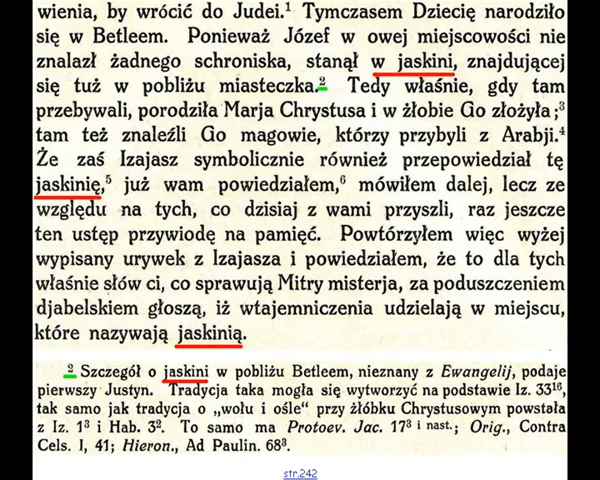 wienia, by wrócić do Judei.¹ Tymczasem Dziecię narodziło
się w Betleem. Ponieważ Józef w owej miejscowości nie
znalazł żadnego schroniska, stanął w jaskini, znajdującej
się tuż w pobliżu miasteczka.² Tedy właśnie, gdy tam
przebywali, porodziła Marja Chrystusa i w żłobie Go złożyła;³
tam też znaleźli Go magowie, którzy przybyli z Arabji.⁴
Że zaś Izajasz symbolicznie również przepowiedział tę
jaskinię,⁵ już wam powiedziałem,⁶ mówiłem dalej, lecz ze
względu na tych, co dzisiaj z wami przyszli, raz jeszcze
ten ustęp przywiodę na pamięć. Powtórzyłem więc wyżej
wypisany urywek z Izajasza i powiedziałem, że to dla tych
właśnie słów ci, co sprawują Mitry misterja, za poduszczeniem
djabelskiem głoszą, iż wtajemniczenia udzielają w miejscu,
które nazywają jaskinią.
² Szczegół o jaskini w pobliżu Betleem, nieznany z Ewangelij, podaje
pierwszy Justyn. Tradycja taka mogła się wytworzyć na podstawie Iz. 33¹⁶,
tak samo jak tradycja o „wołu i ośle” przy żłóbku Chrystusowym powstała
z Iz. 1³ i Hab. 3². To samo ma Protoev. Jac. 17³ i nast.; Orig., Contra
Cels. I, 41; Hieron., Ad Paulin. 68³.
str.242